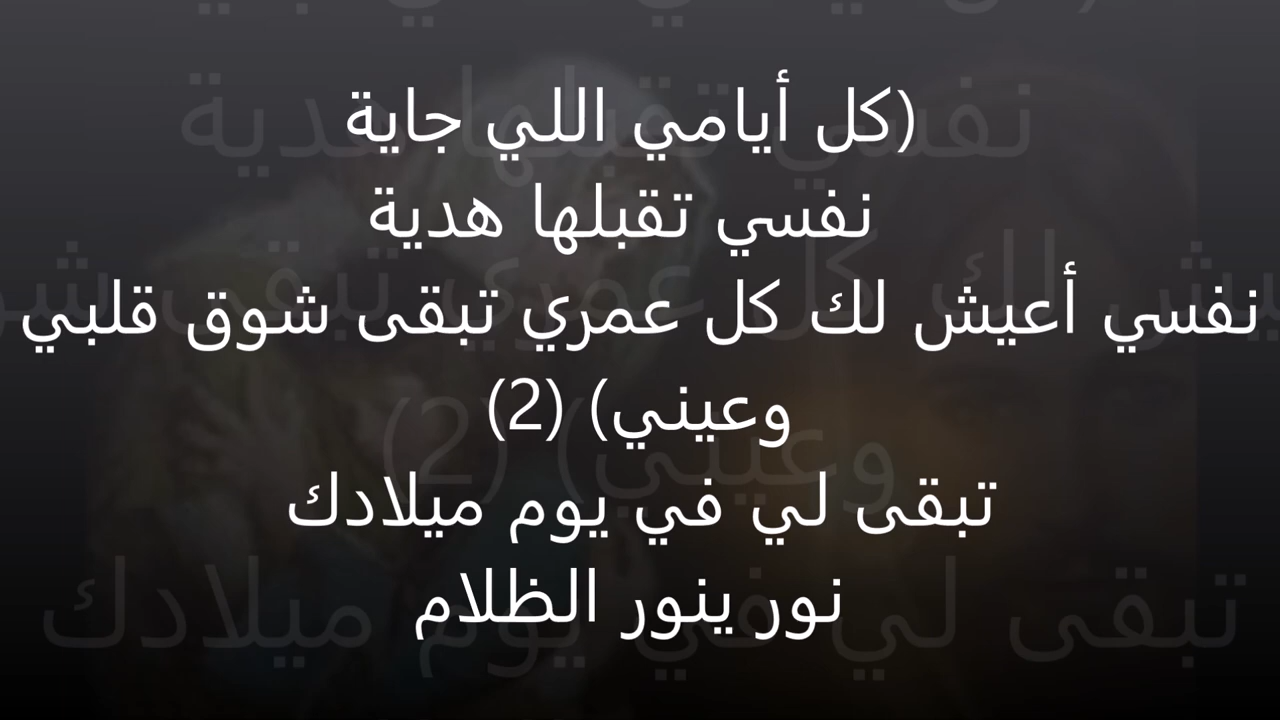 (كل أيامي اللي جاية
نفسي تقبلها هدية
نفسي أعيش لك كل عمري تبقى شوق قلبي
وعيني) (2)
تبقى لي في يوم ميلادك
نور ينور الظلام